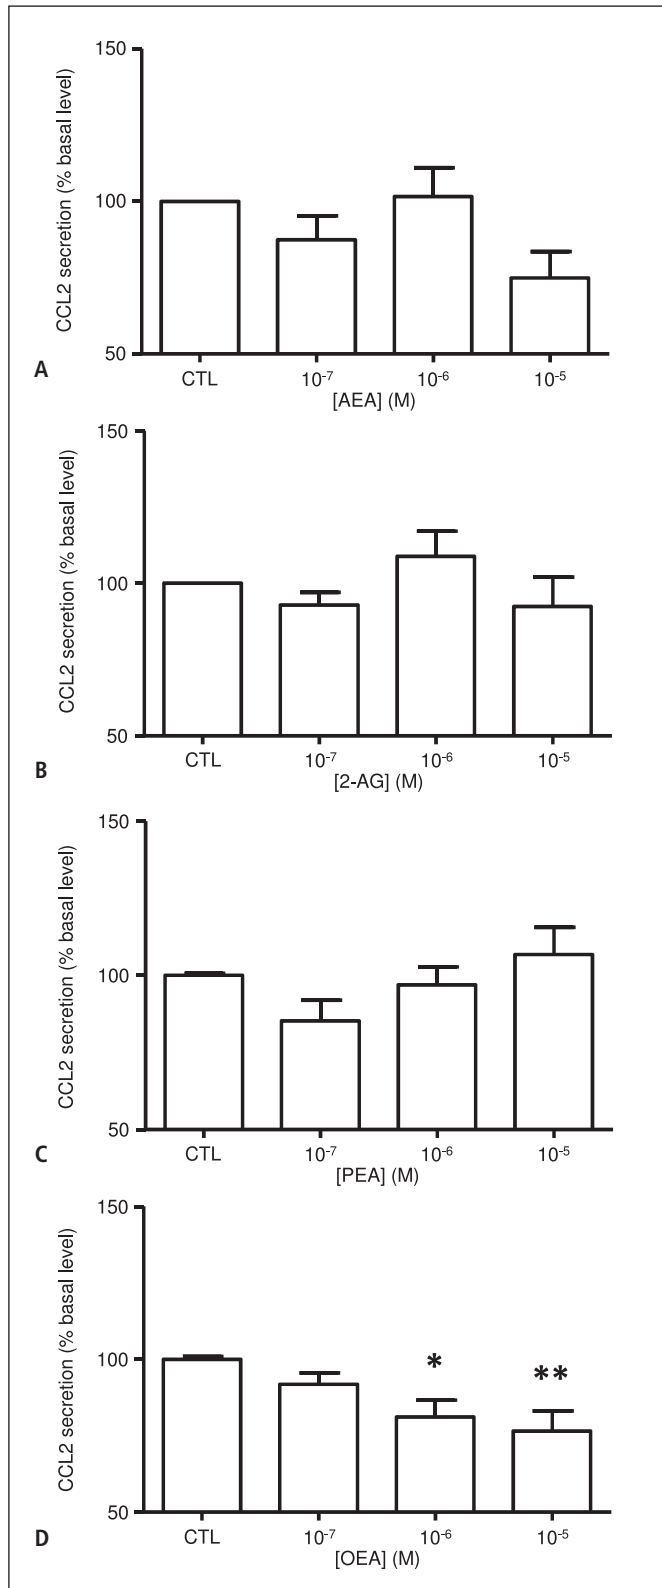 150
100
50
CCL2 secretion (% basal level)
CTL 10⁻⁷ 10⁻⁶ 10⁻⁵
[AEA] (M)
A
150
100
50
CCL2 secretion (% basal level)
CTL 10⁻⁷ 10⁻⁶ 10⁻⁵
[2-AG] (M)
B
150
100
50
CCL2 secretion (% basal level)
CTL 10⁻⁷ 10⁻⁶ 10⁻⁵
[PEA] (M)
C
150
100
50
CCL2 secretion (% basal level)
* **
CTL 10⁻⁷ 10⁻⁶ 10⁻⁵
[OEA] (M)
D